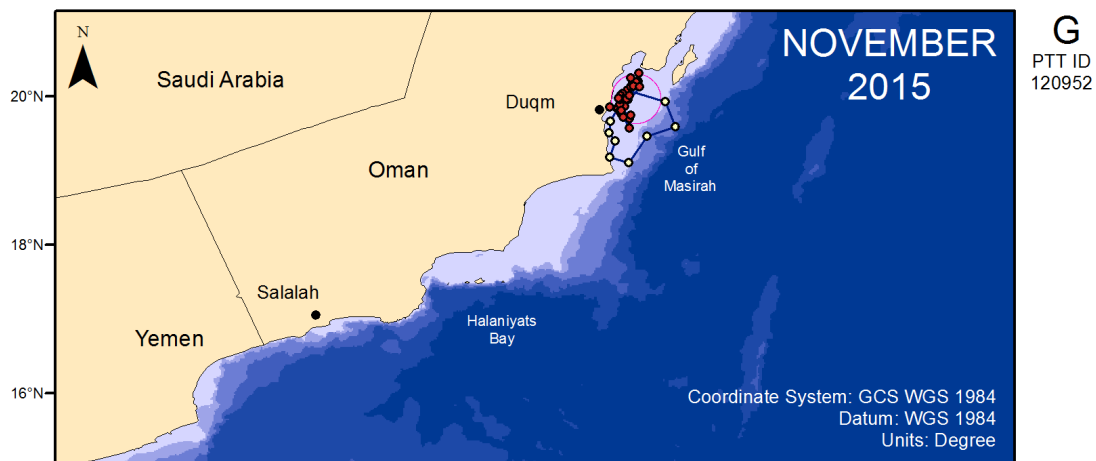 N
NOVEMBER
2015
G
PTT ID
120952
Saudi Arabia
20°N
Duqm
Oman
Gulf
of
Masirah
18°N
Salalah
Halaniyats
Bay
Yemen
16°N
Coordinate System: GCS WGS 1984
Datum: WGS 1984
Units: Degree